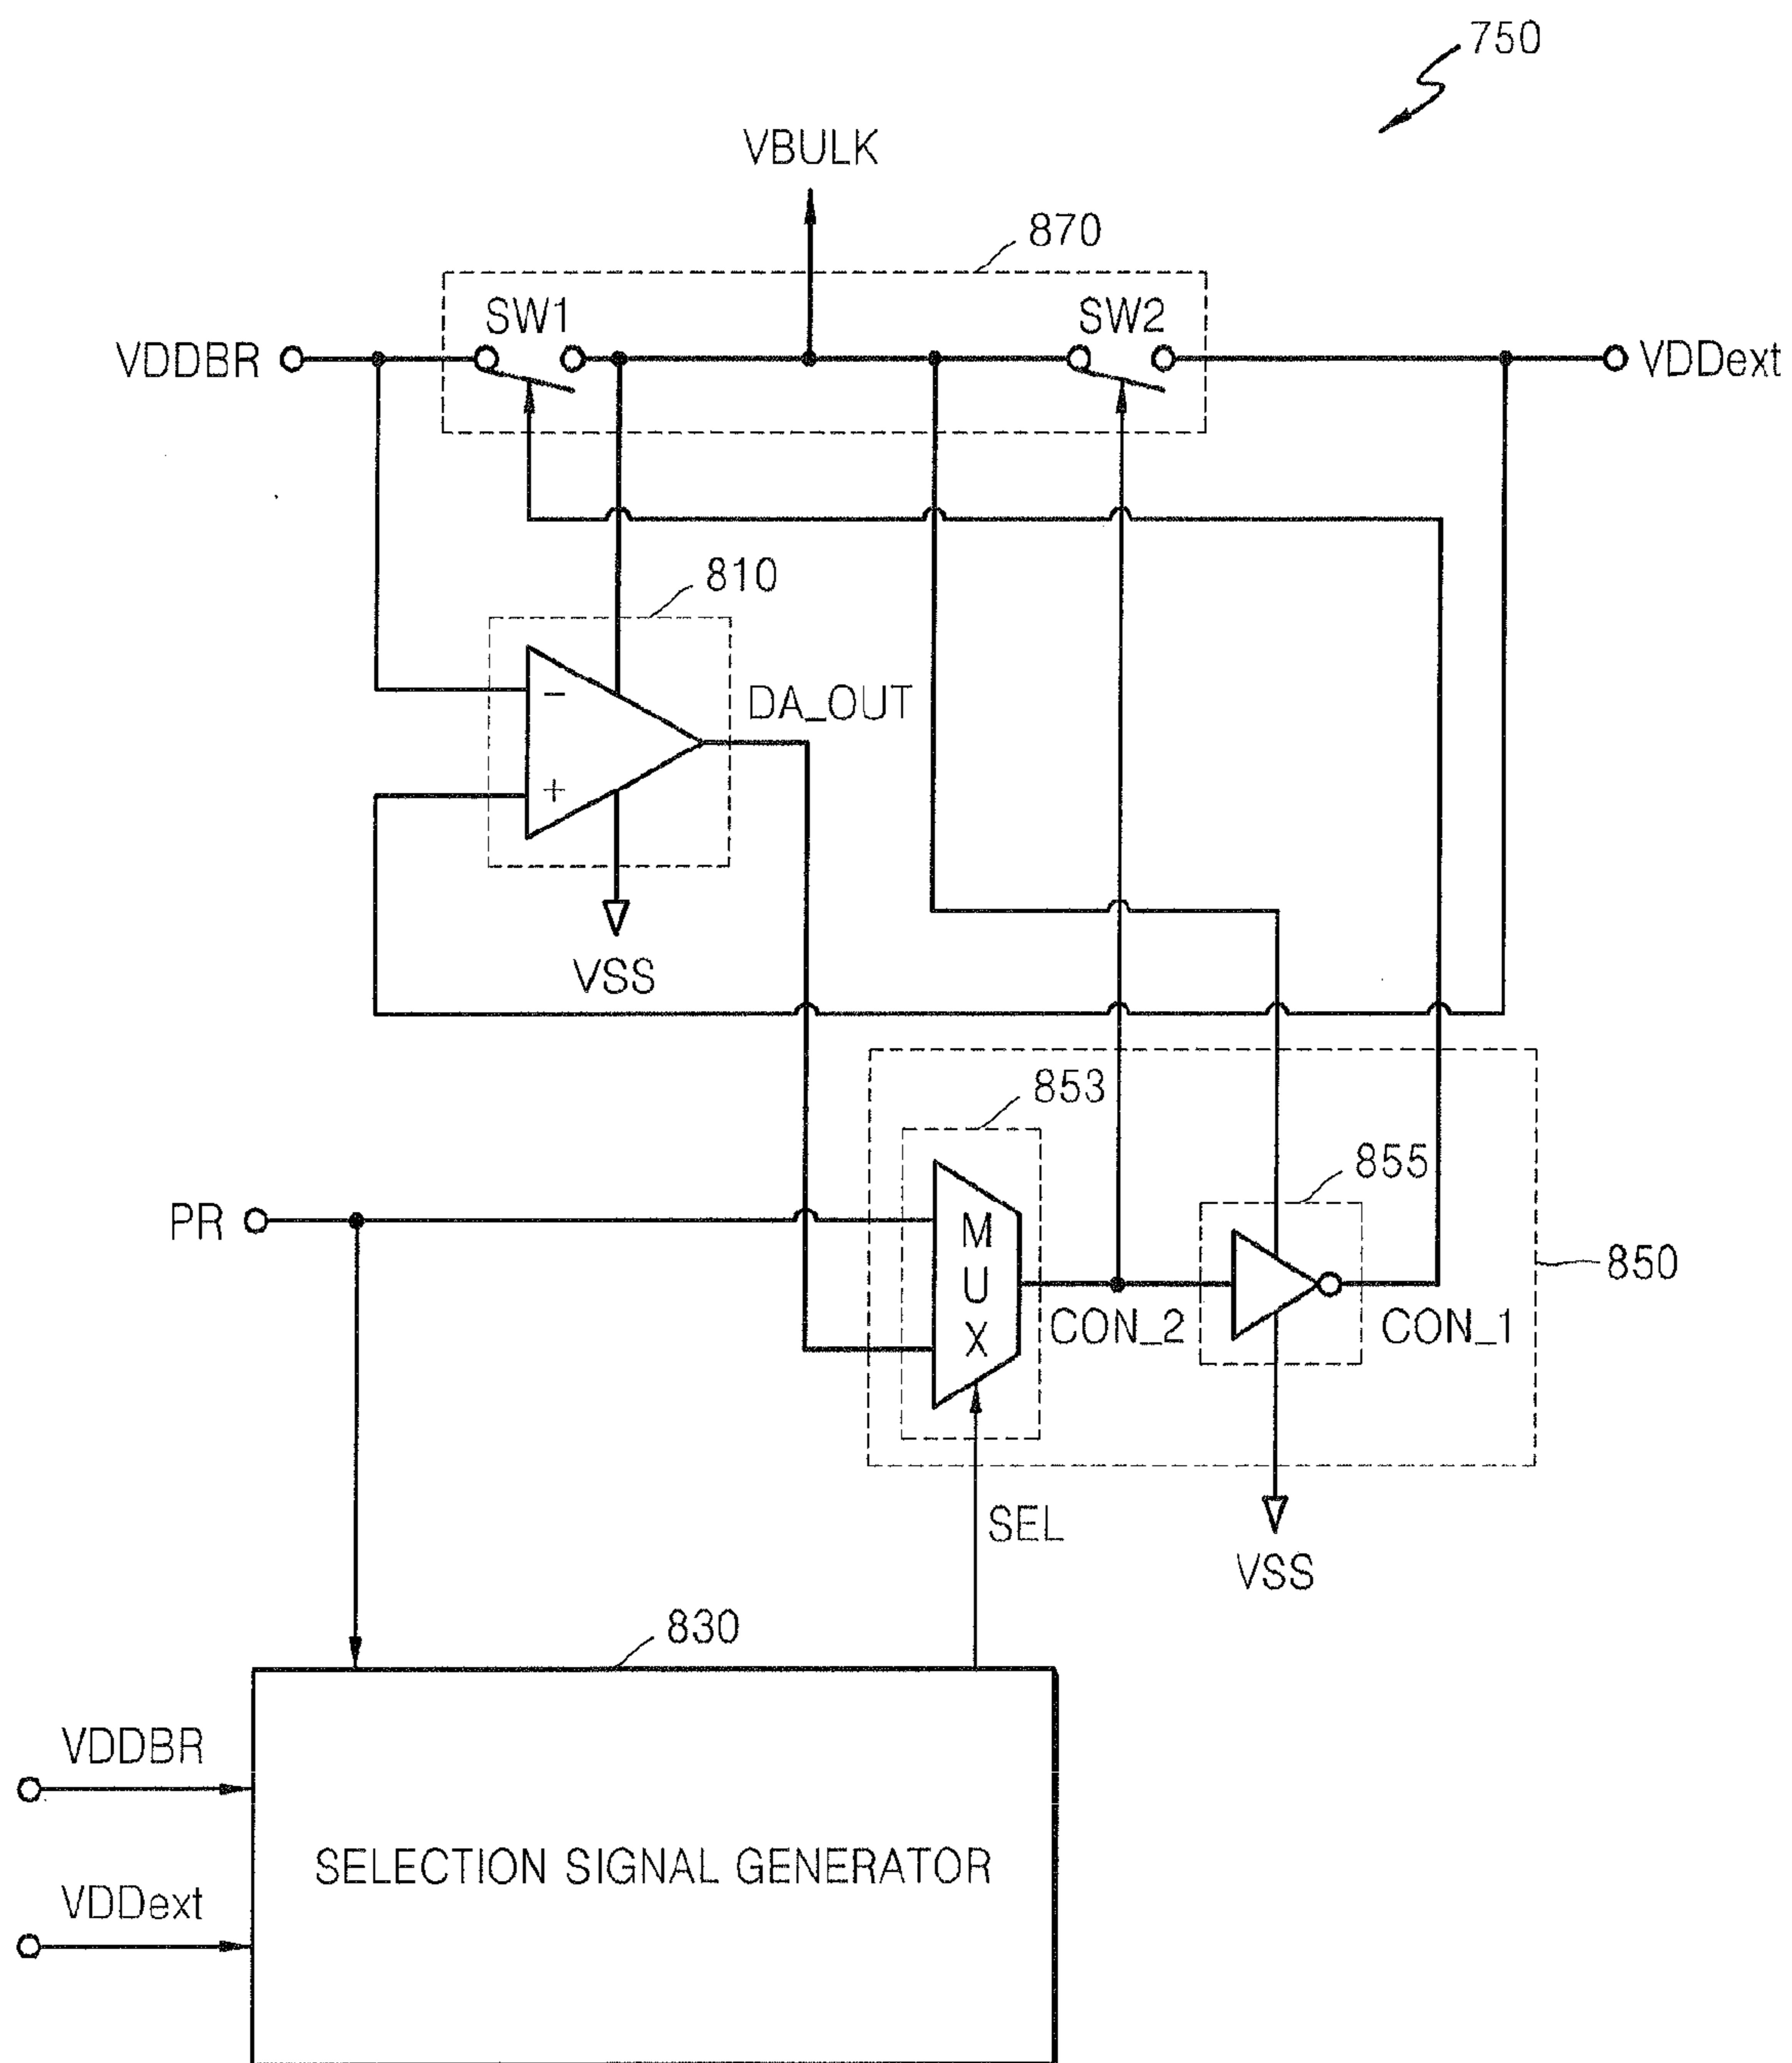 750
VBULK
870
SW1
SW2
VDDBR
VDDext
810
−
DA_OUT
+
VSS
853
855
PR
MUX
850
CON_2
CON_1
SEL
VSS
830
VDDBR
SELECTION SIGNAL GENERATOR
VDDext